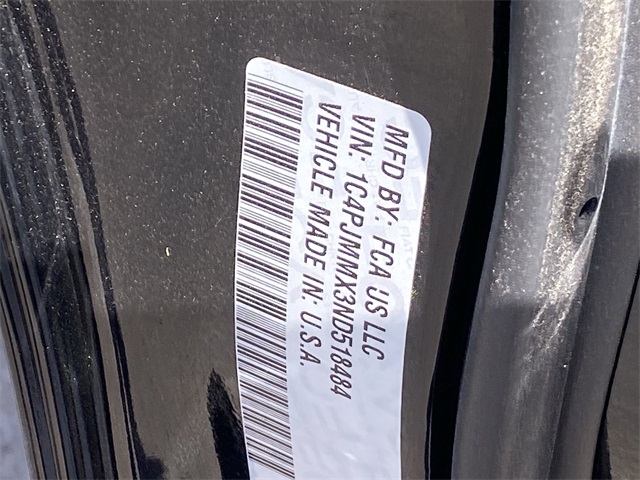 MFD BY: FCA US LLC
VIN: 1C4PJMMX3ND518484
VEHICLE MADE IN: U.S.A.